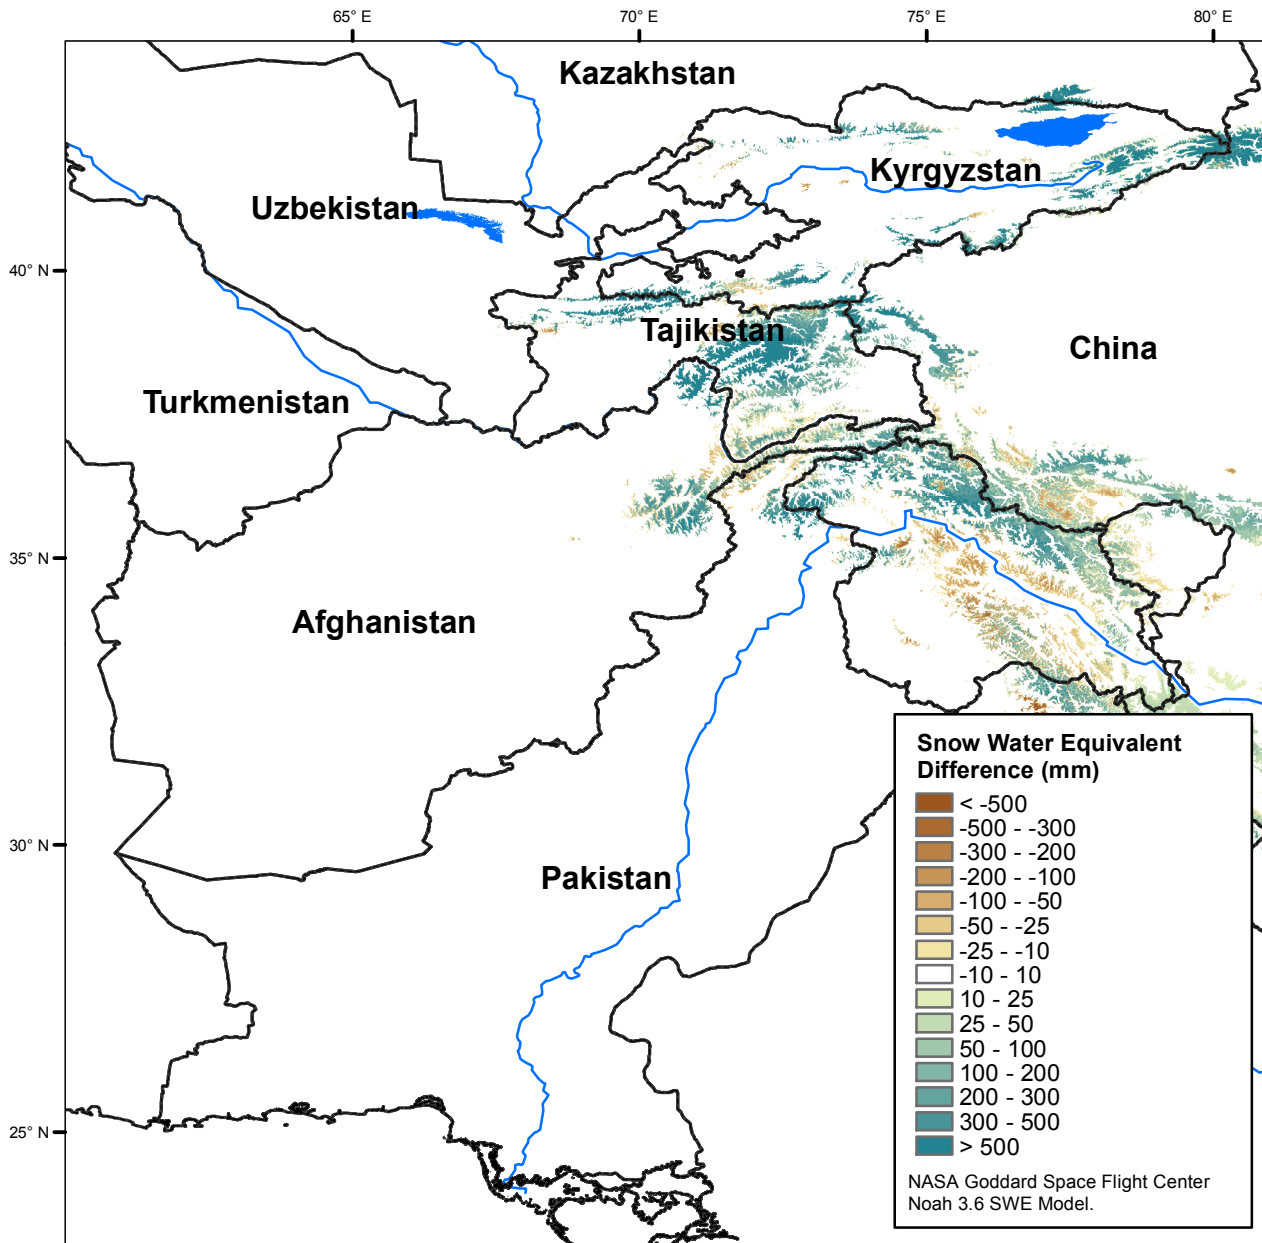 65° E
70° E
75° E
80° E
Kazakhstan
Kyrgyzstan
Uzbekistan
40° N
Tajikistan
China
Turkmenistan
35° N
Afghanistan
30° N
Pakistan
25° N
Snow Water Equivalent
Difference (mm)
< -500
-500 - -300
-300 - -200
-200 - -100
-100 - -50
-50 - -25
-25 - -10
-10 - 10
10 - 25
25 - 50
50 - 100
100 - 200
200 - 300
300 - 500
> 500
NASA Goddard Space Flight Center
Noah 3.6 SWE Model.